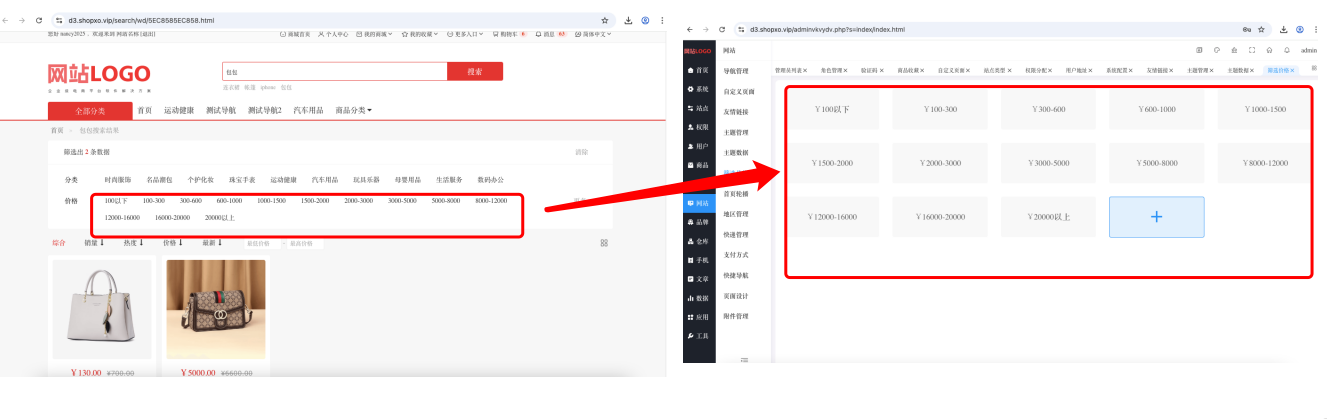 d3.shopxo.vip/search/wd/5EC8585EC858.html
您好 nancy2025 ，欢迎来到 网站名称 [退出]
商城首页 个人中心 我的商城 我的收藏 更多入口 购物车 6 消息 63 简体中文
网站LOGO
包包
搜索
连衣裙 帐篷 iphone 包包
全部分类 首页 运动健康 测试导航 测试导航2 汽车用品 商品分类
首页 › 包包搜索结果
筛选出 2 条数据 清除
分类 时尚服饰 名品潮包 个护化妆 珠宝手表 运动健康 汽车用品 玩具乐器 母婴用品 生活服务 数码办公
价格 100以下 100-300 300-600 600-1000 1000-1500 1500-2000 2000-3000 3000-5000 5000-8000 8000-12000
12000-16000 16000-20000 20000以上
综合 销量 热度 价格 最新 最低价格 - 最高价格
￥130.00 ¥790.00 ￥5000.00 ¥6600.00
d3.shopxo.vip/adminvkvydv.php?s=index/index.html
网站LOGO 网站 admin
管理员列表× 角色管理× 验证码× 商品收藏× 自定义页面× 站点类型× 权限分配× 用户地址× 系统配置× 友情链接× 主题管理× 主题数据× 筛选价格×
首页
系统
站点
权限
用户
商品
网站
品牌
仓库
手机
文章
数据
应用
工具
导航管理
自定义页面
友情链接
主题管理
主题数据
首页轮播
地区管理
快递管理
支付方式
快捷导航
页面设计
附件管理
￥100以下 ￥100-300 ￥300-600 ￥600-1000 ￥1000-1500
￥1500-2000 ￥2000-3000 ￥3000-5000 ￥5000-8000 ￥8000-12000
￥12000-16000 ￥16000-20000 ￥20000以上 +